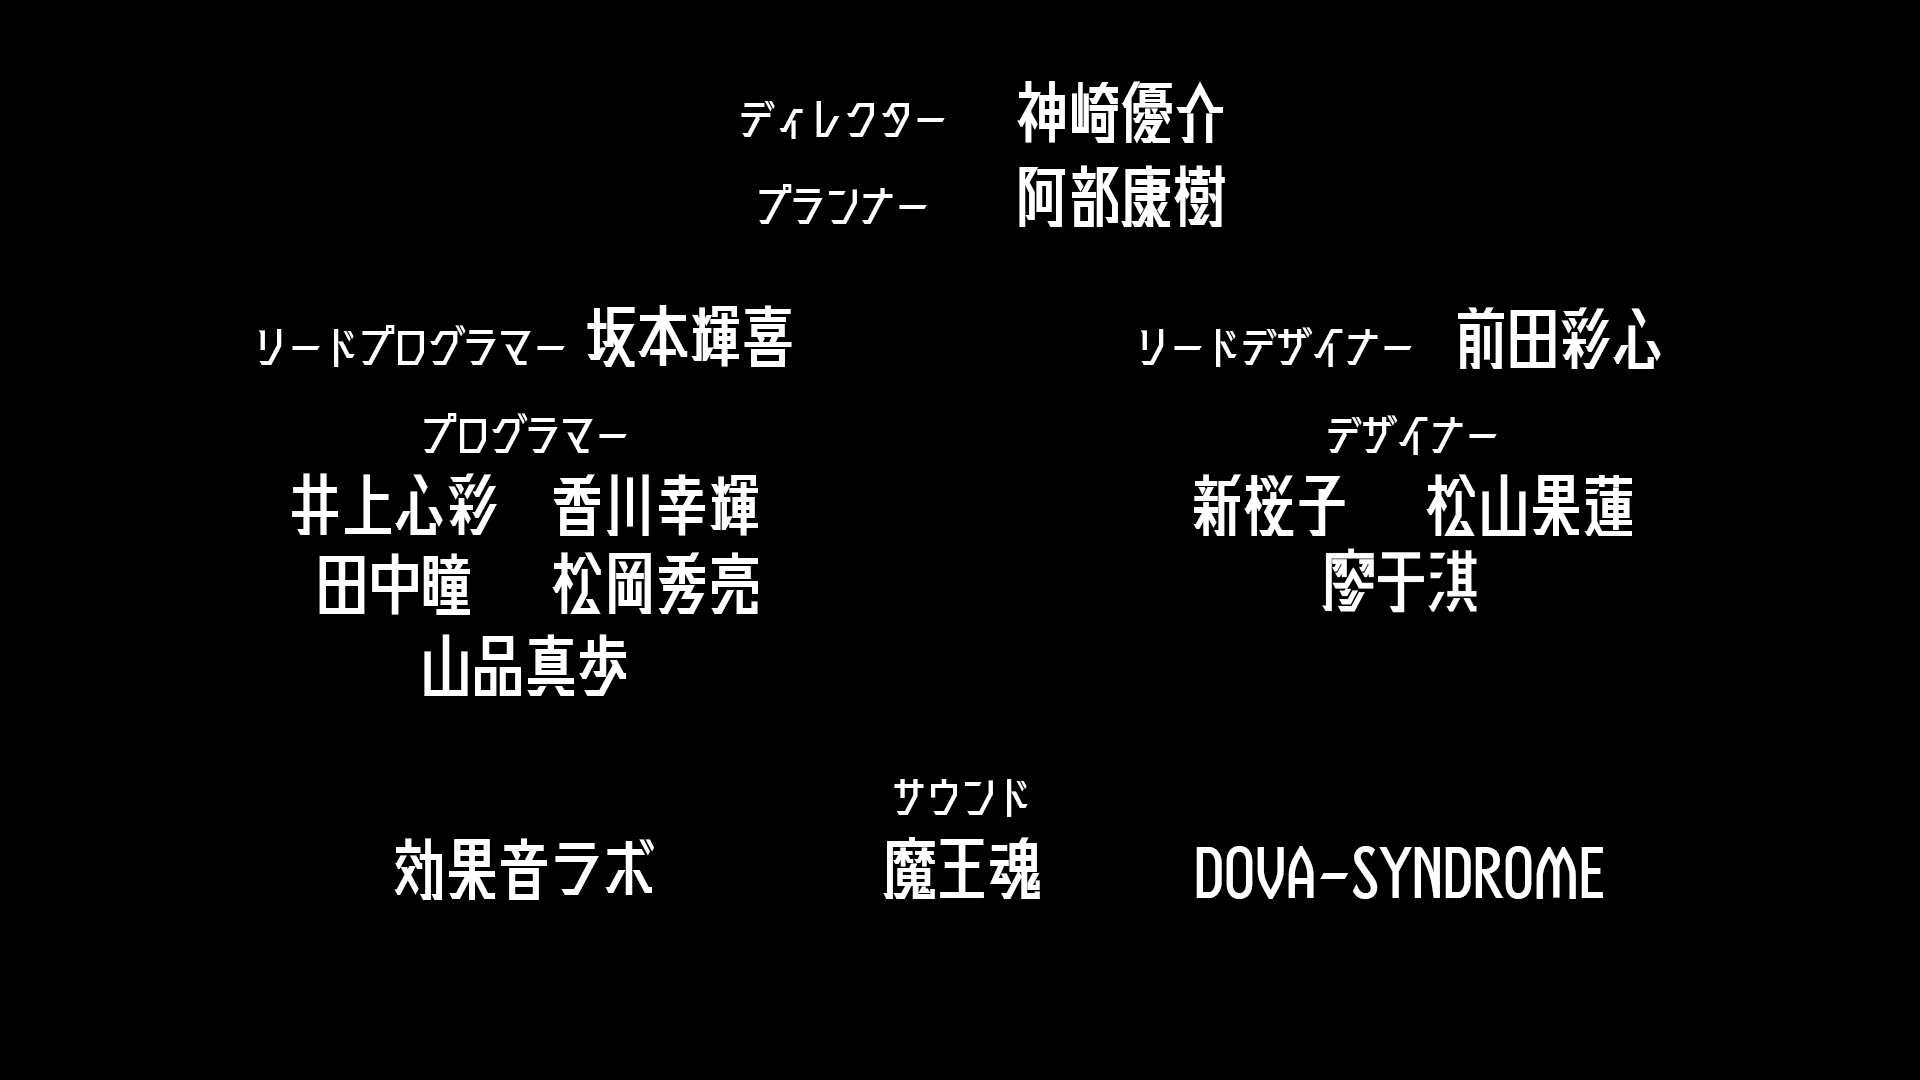 ディレクター 神崎優介
プランナー 阿部康樹
リードプログラマー 坂本輝喜
プログラマー
井上心彩 香川幸輝
田中瞳 松岡秀亮
山品真歩
リードデザイナー 前田彩心
デザイナー
新桜子 松山果蓮
廖于淇
サウンド
効果音ラボ 魔王魂 DOVA-SYNDROME